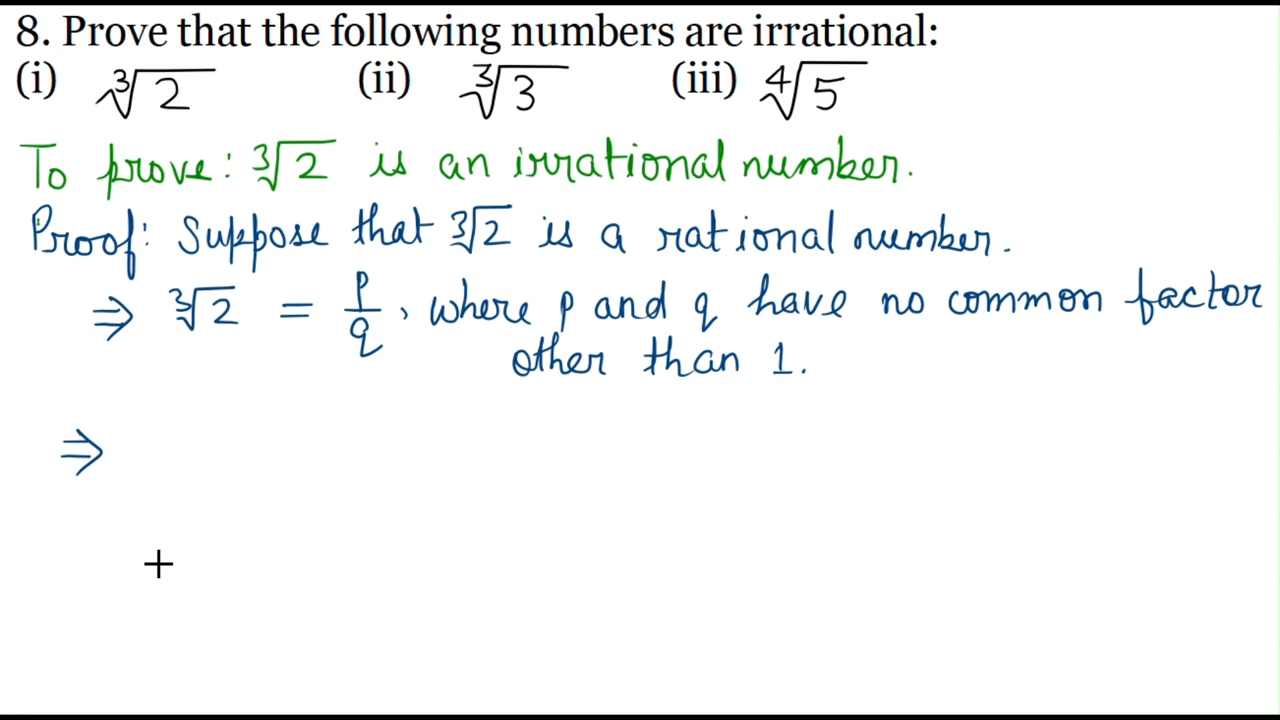 8. Prove that the following numbers are irrational:
(i) ∛2 (ii) ∛3 (iii) ∜5
To prove: ∛2 is an irrational number.
Proof: Suppose that ∛2 is a rational number.
⇒ ∛2 = p/q, where p and q have no common factor
other than 1.
⇒